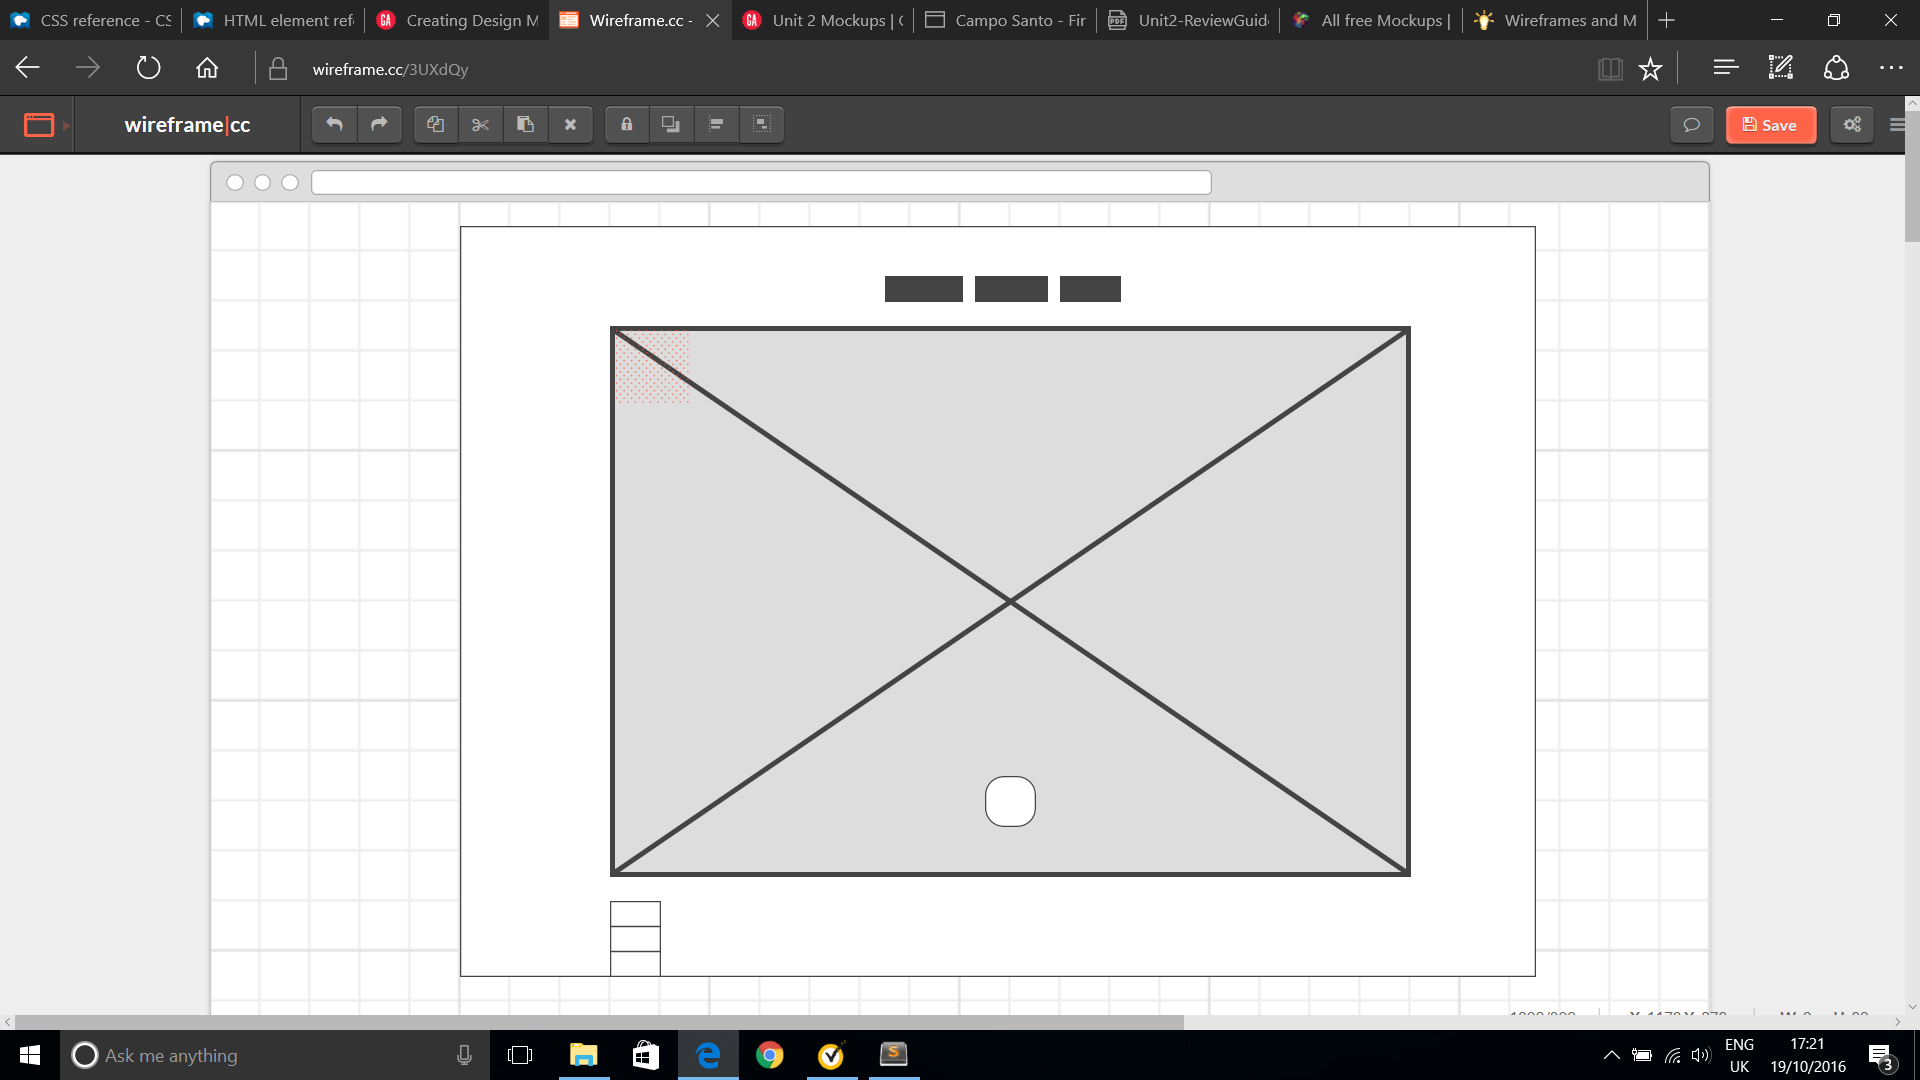 CSS reference - CS
HTML element ref
Creating Design M
Wireframe.cc -
Unit 2 Mockups | G
Campo Santo - Fir
Unit2-ReviewGuid
All free Mockups |
Wireframes and M
wireframe.cc/3UXdQy
wireframe|cc
Save
Ask me anything
ENG
UK
17:21
19/10/2016
3